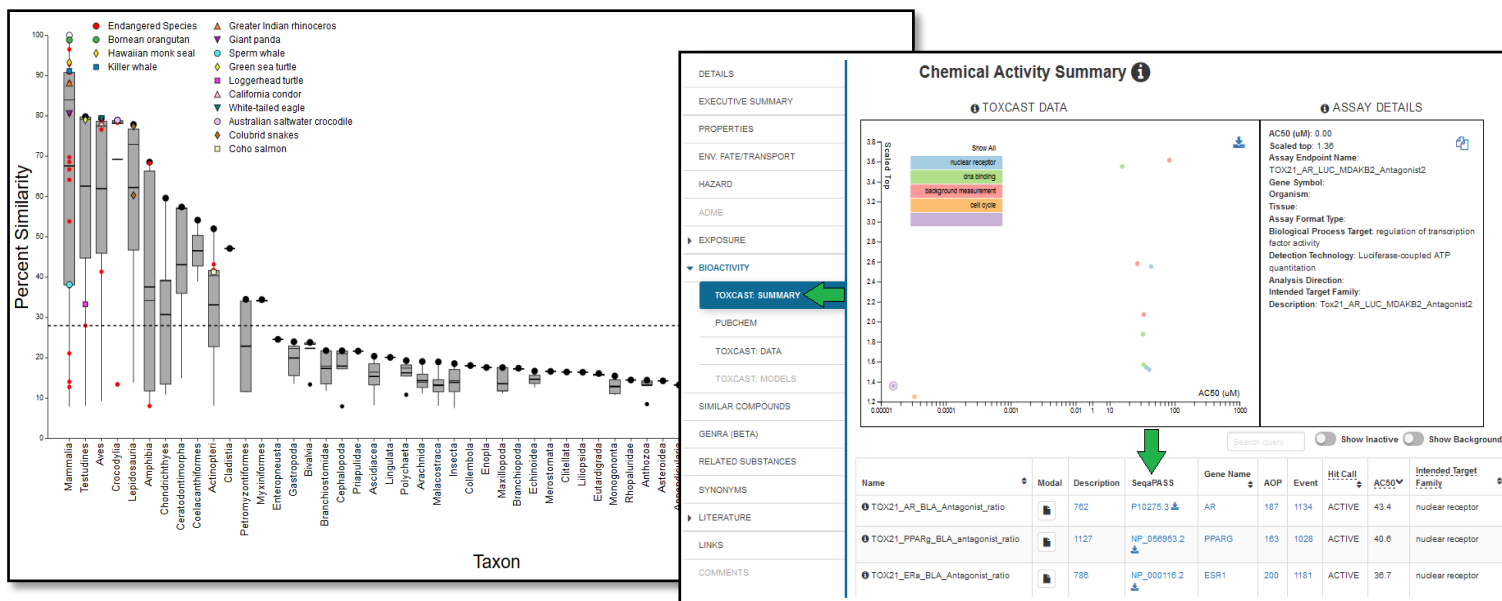 Endangered Species
Bornean orangutan
Hawaiian monk seal
Killer whale
Greater Indian rhinoceros
Giant panda
Sperm whale
Green sea turtle
Loggerhead turtle
California condor
White-tailed eagle
Australian saltwater crocodile
Colubrid snakes
Coho salmon
Percent Similarity
100
90
80
70
60
50
40
30
20
10
0
Mammalia
Testudines
Aves
Crocodylia
Lepidosauria
Amphibia
Chondrichthyes
Ceratodontimorpha
Coelacanthiformes
Actinopteri
Cladistia
Petromyzontiformes
Myxiniformes
Enteropneusta
Gastropoda
Bivalvia
Branchiostomidae
Cephalopoda
Priapulidae
Ascidiacea
Lingulata
Polychaeta
Arachnida
Malacostraca
Insecta
Collembola
Enopla
Maxillopoda
Branchiopoda
Echinoidea
Merostomata
Clitellata
Liliopsida
Eutardigrada
Monogononta
Rhopaluridae
Anthozoa
Asteroidea
Appendicularia
Taxon
DETAILS
EXECUTIVE SUMMARY
PROPERTIES
ENV. FATE/TRANSPORT
HAZARD
ADME
EXPOSURE
BIOACTIVITY
TOXCAST: SUMMARY
PUBCHEM
TOXCAST: DATA
TOXCAST: MODELS
SIMILAR COMPOUNDS
GENRA (BETA)
RELATED SUBSTANCES
SYNONYMS
LITERATURE
LINKS
COMMENTS
Chemical Activity Summary
TOXCAST DATA
Scaled Top
3.8
3.6
3.4
3.2
3.0
2.8
2.6
2.4
2.2
2.0
1.8
1.6
1.4
1.2
Show All
nuclear receptor
dna binding
background measurement
cell cycle
AC50 (uM)
0.00001 0.0001 0.001 0.01 0.1 1 10 100 1000
ASSAY DETAILS
AC50 (uM): 0.00
Scaled top: 1.36
Assay Endpoint Name:
TOX21_AR_LUC_MDAKB2_Antagonist2
Gene Symbol:
Organism:
Tissue:
Assay Format Type:
Biological Process Target: regulation of transcription
factor activity
Detection Technology: Luciferase-coupled ATP
quantitation
Analysis Direction:
Intended Target Family:
Description: Tox21_AR_LUC_MDAKB2_Antagonist2
Search query Show Inactive Show Background
Name Modal Description SeqaPASS Gene Name AOP Event Hit Call AC50 Intended Target Family
TOX21_AR_BLA_Antagonist_ratio 762 P10275.3 AR 187 1134 ACTIVE 43.4 nuclear receptor
TOX21_PPARg_BLA_antagonist_ratio 1127 NP_056953.2 PPARG 163 1028 ACTIVE 40.6 nuclear receptor
TOX21_ERa_BLA_Antagonist_ratio 786 NP_000116.2 ESR1 200 1181 ACTIVE 36.7 nuclear receptor